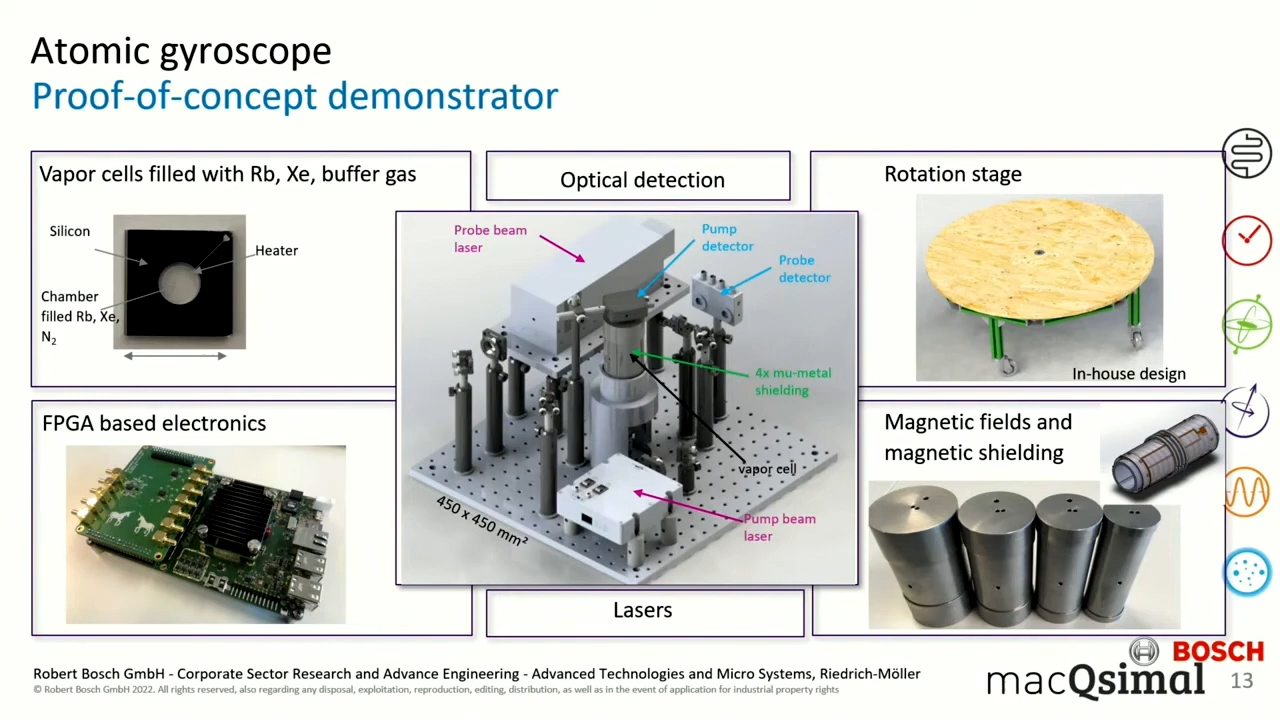 Atomic gyroscope
Proof-of-concept demonstrator
Vapor cells filled with Rb, Xe, buffer gas
Silicon
Heater
Chamber
filled Rb, Xe,
N₂
Optical detection
Probe beam
laser
Pump
detector
Probe
detector
4x mu-metal
shielding
vapor cell
Pump beam
laser
450 x 450 mm²
Rotation stage
In-house design
FPGA based electronics
Lasers
Magnetic fields and
magnetic shielding
Robert Bosch GmbH - Corporate Sector Research and Advance Engineering - Advanced Technologies and Micro Systems, Riedrich-Möller
© Robert Bosch GmbH 2022. All rights reserved, also regarding any disposal, exploitation, reproduction, editing, distribution, as well as in the event of application for industrial property rights
BOSCH
macQsimal
13